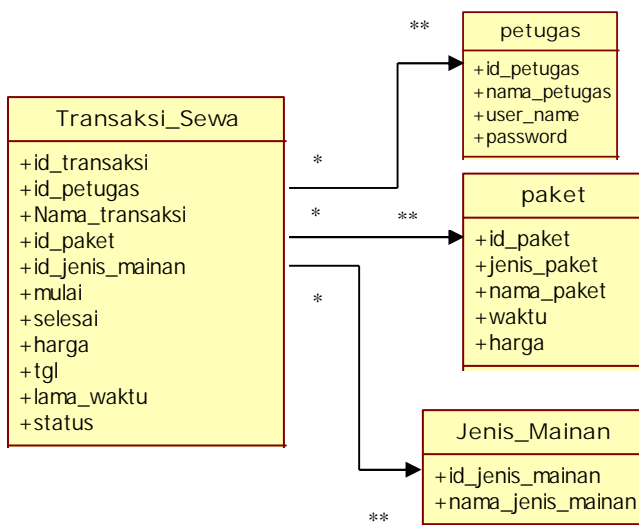 Transaksi_Sewa
+id_transaksi
+id_petugas
+Nama_transaksi
+id_paket
+id_jenis_mainan
+mulai
+selesai
+harga
+tgl
+lama_waktu
+status
*
**
*
**
*
**
petugas
+id_petugas
+nama_petugas
+user_name
+password
paket
+id_paket
+jenis_paket
+nama_paket
+waktu
+harga
Jenis_Mainan
+id_jenis_mainan
+nama_jenis_mainan